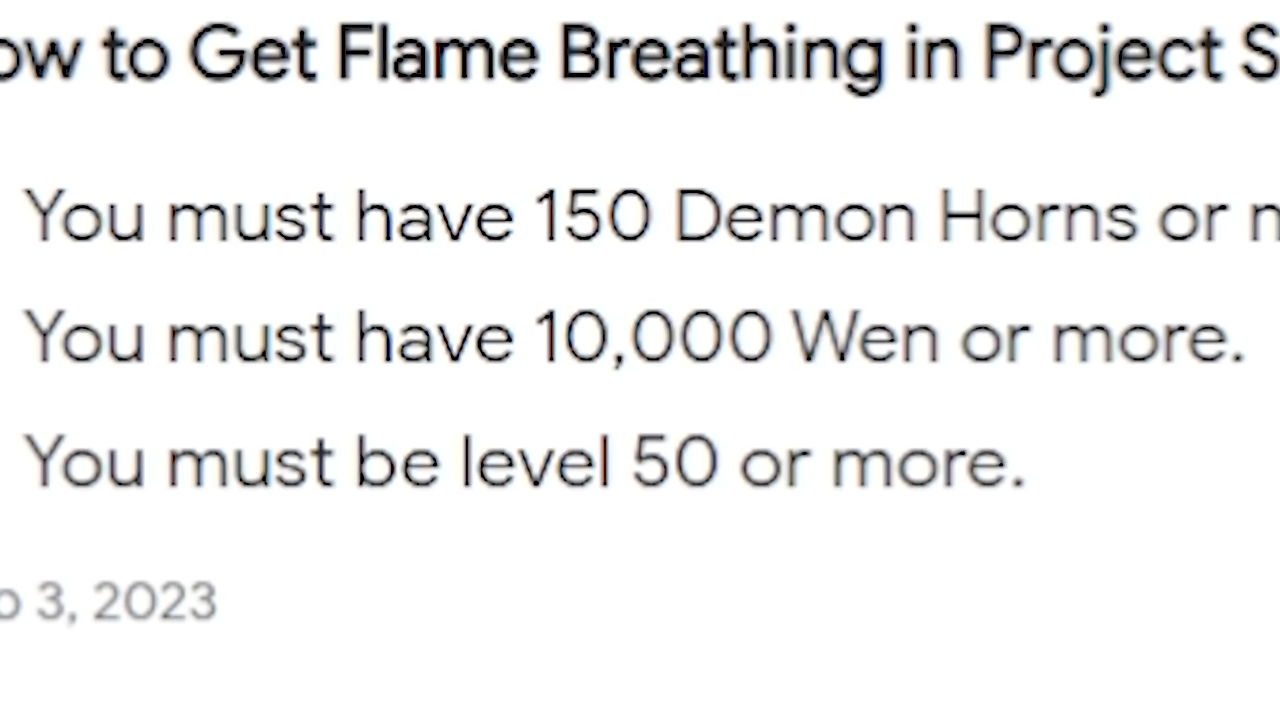 ow to Get Flame Breathing in Project S
You must have 150 Demon Horns or
You must have 10,000 Wen or more.
You must be level 50 or more.
3, 2023